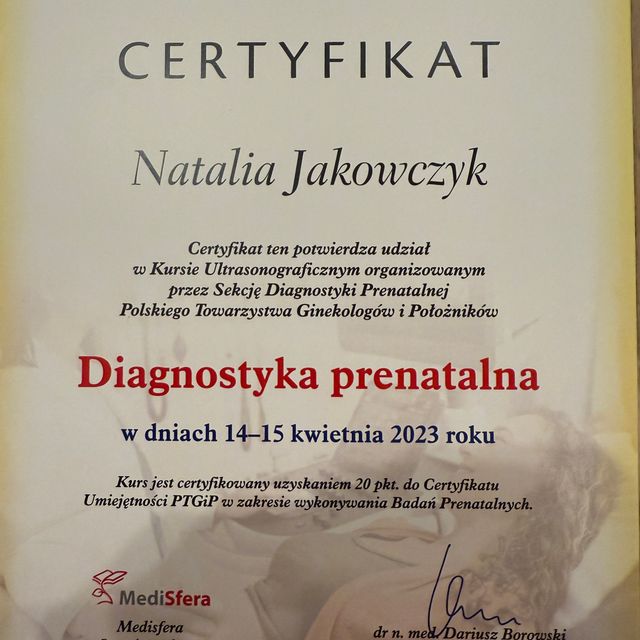 CERTYFIKAT
Natalia Jakowczyk
Certyfikat ten potwierdza udział
w Kursie Ultrasonograficznym organizowanym
przez Sekcję Diagnostyki Prenatalnej
Polskiego Towarzystwa Ginekologów i Położników
Diagnostyka prenatalna
w dniach 14–15 kwietnia 2023 roku
Kurs jest certyfikowany uzyskaniem 20 pkt. do Certyfikatu
Umiejętności PTGiP w zakresie wykonywania Badań Prenatalnych.
MediSfera
Medisfera
dr n. med. Dariusz Borowski